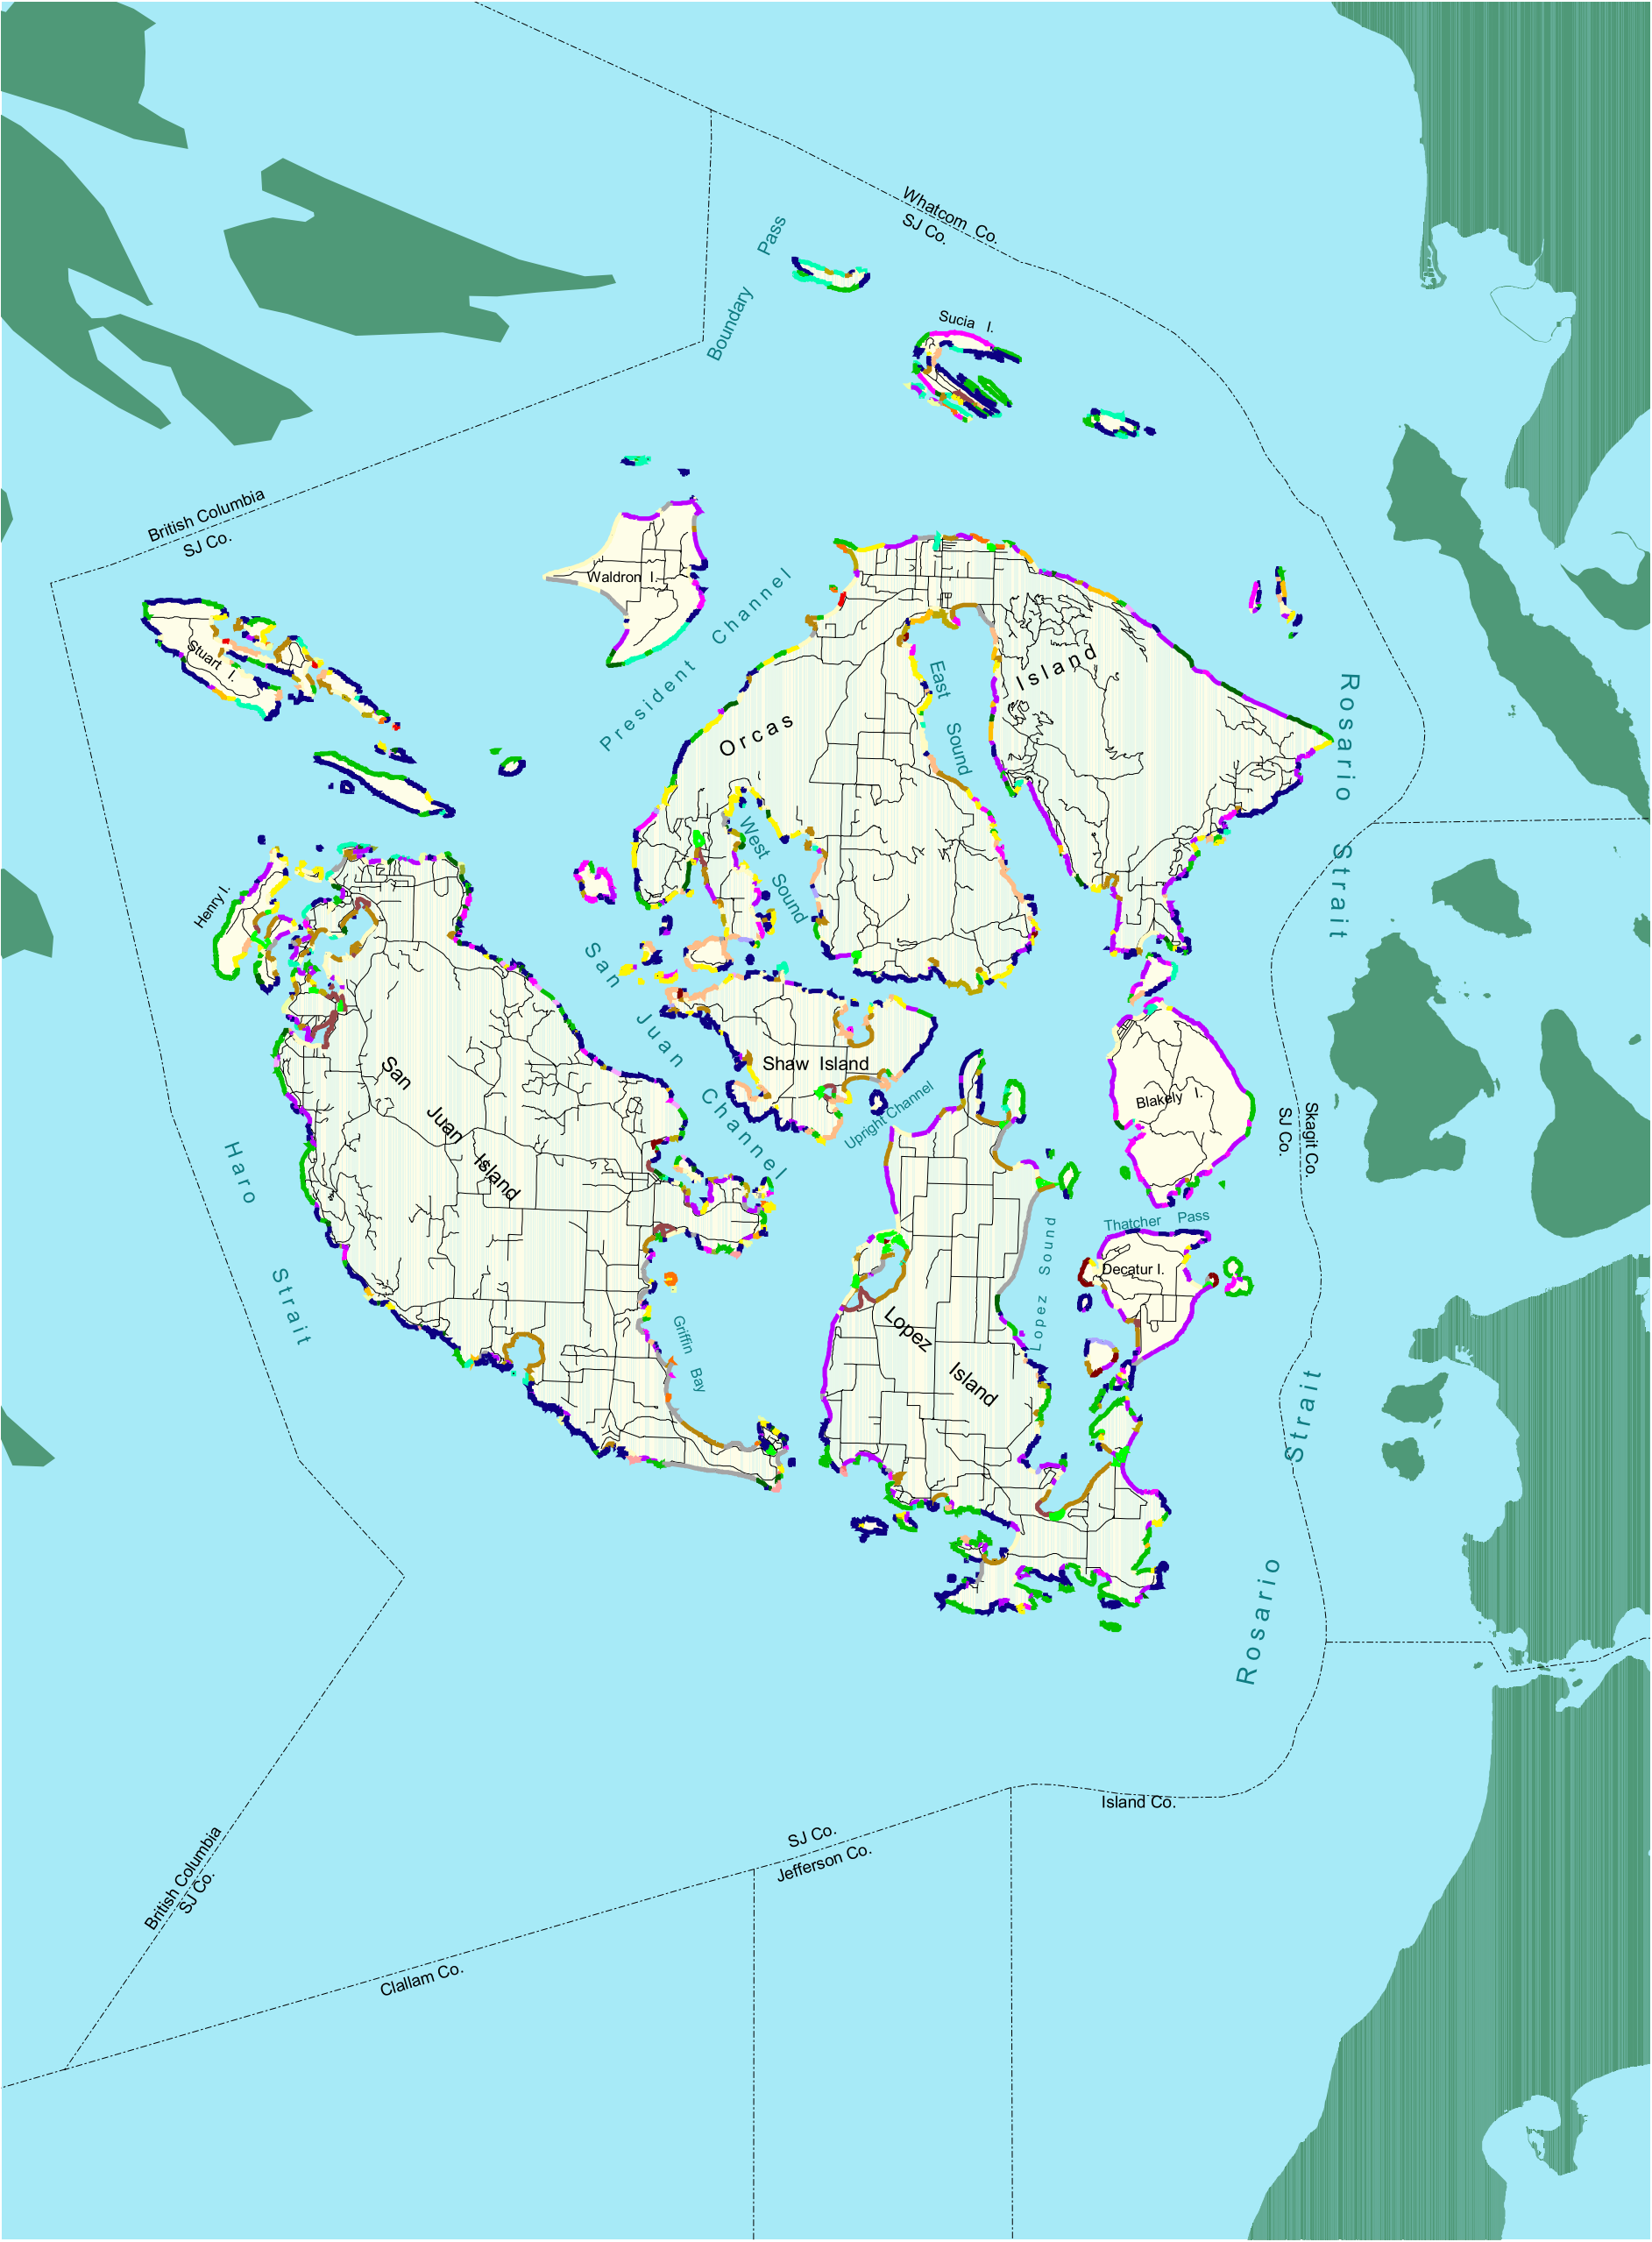 Whatcom Co.
SJ Co.
Boundary Pass
Sucia I.
British Columbia
SJ Co.
Waldron I.
President Channel
Stuart I.
Orcas Island
East Sound
West Sound
Rosario Strait
Henry I.
San Juan Channel
Shaw Island
Upright Channel
Blakely I.
Skagit Co.
SJ Co.
San Juan Island
Haro Strait
Thatcher Pass
Decatur I.
Lopez Sound
Lopez Island
Griffin Bay
Rosario Strait
Island Co.
SJ Co.
Jefferson Co.
British Columbia
SJ Co.
Clallam Co.